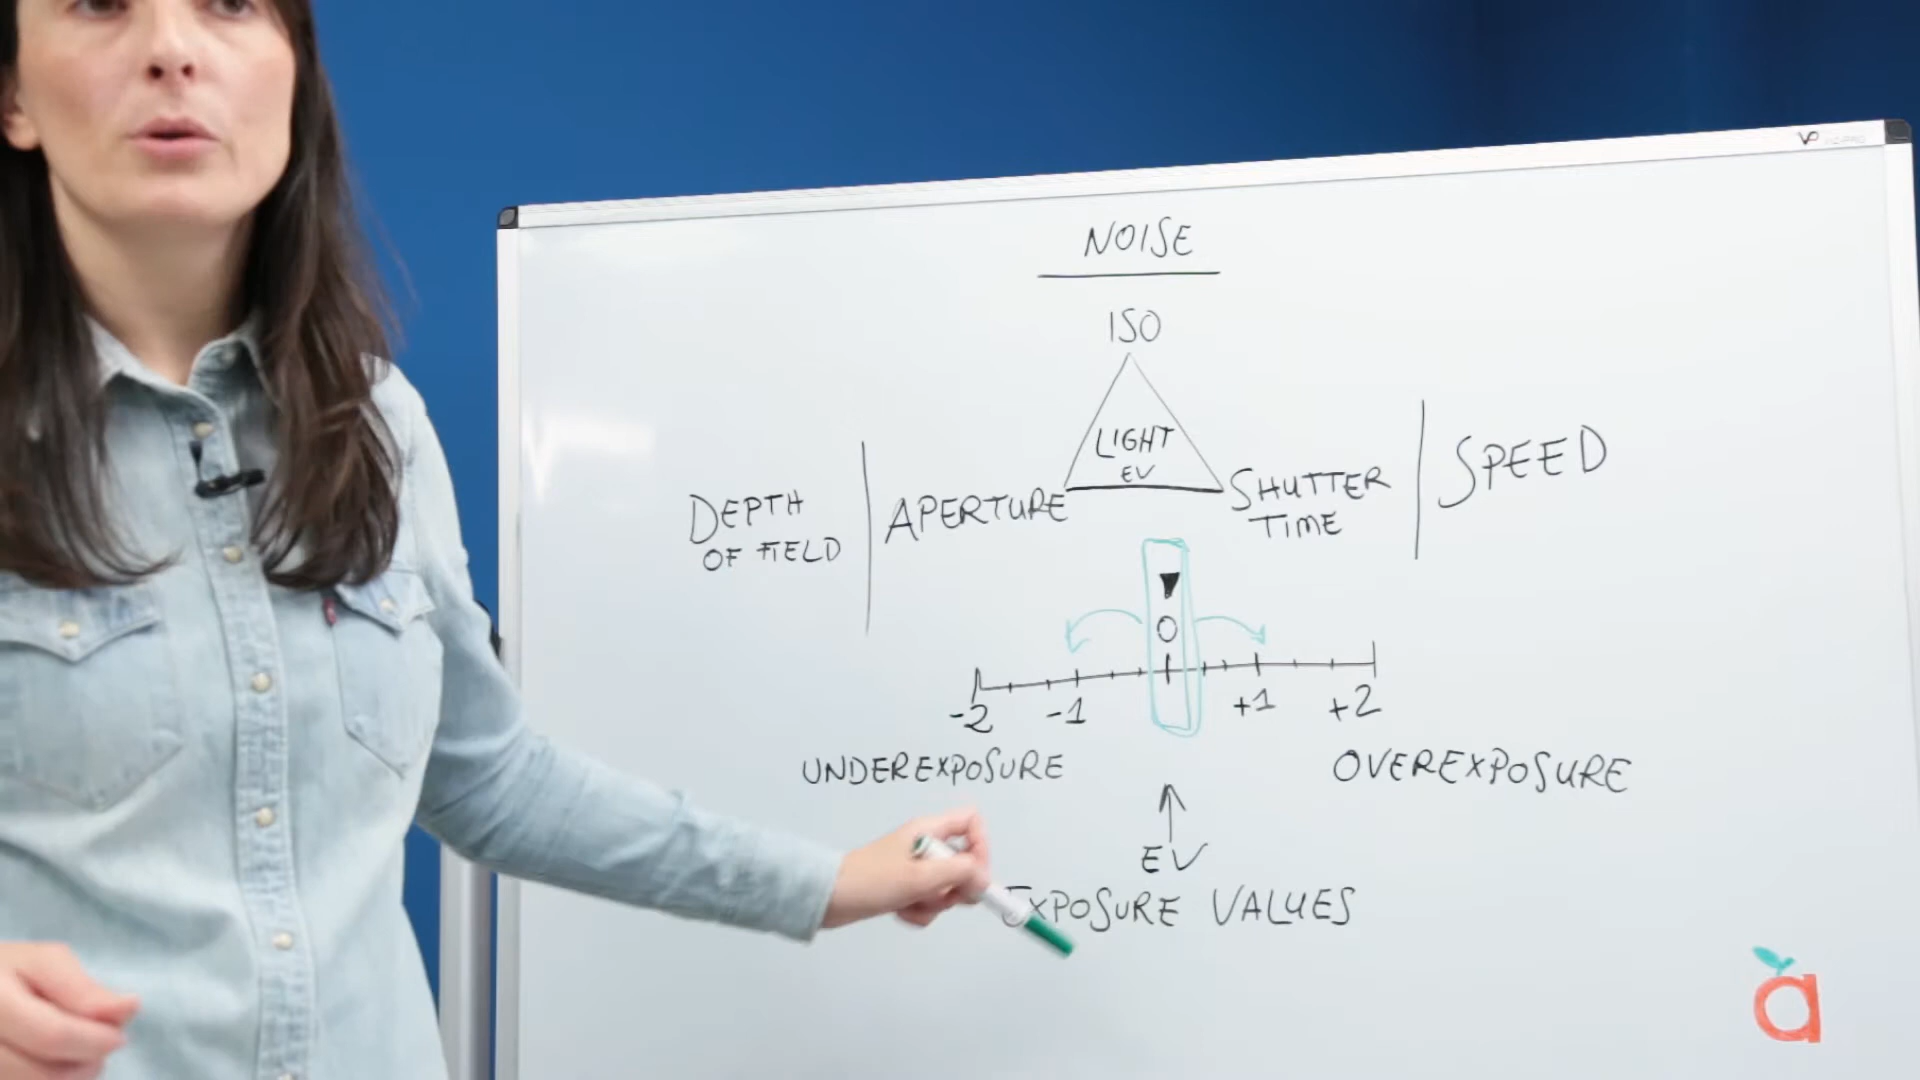 NOISE
ISO
LIGHT
EV
DEPTH
OF FIELD
APERTURE
SHUTTER
TIME
SPEED
0
-2 -1 +1 +2
UNDEREXPOSURE
OVEREXPOSURE
EV
EXPOSURE VALUES
a